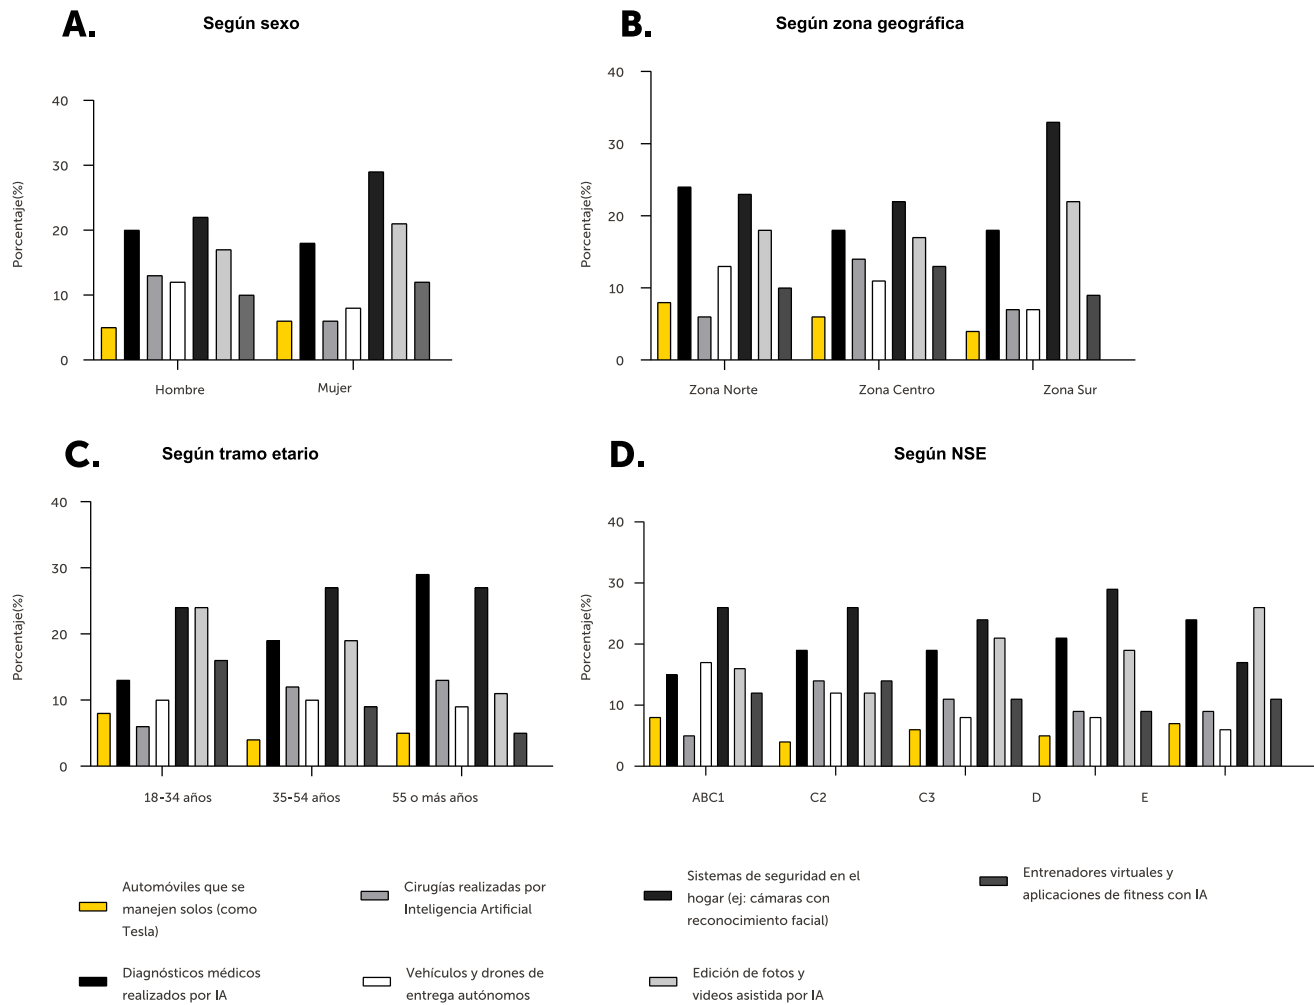 A.
Según sexo
40
30
20
10
0
Porcentaje(%)
Hombre
Mujer
B.
Según zona geográfica
40
30
20
10
0
Porcentaje(%)
Zona Norte
Zona Centro
Zona Sur
C.
Según tramo etario
40
30
20
10
0
Porcentaje(%)
18-34 años
35-54 años
55 o más años
D.
Según NSE
40
30
20
10
0
Porcentaje(%)
ABC1
C2
C3
D
E
Automóviles que se
manejen solos (como
Tesla)
Diagnósticos médicos
realizados por IA
Cirugías realizadas por
Inteligencia Artificial
Vehículos y drones de
entrega autónomos
Sistemas de seguridad en el
hogar (ej: cámaras con
reconocimiento facial)
Edición de fotos y
videos asistida por IA
Entrenadores virtuales y
aplicaciones de fitness con IA